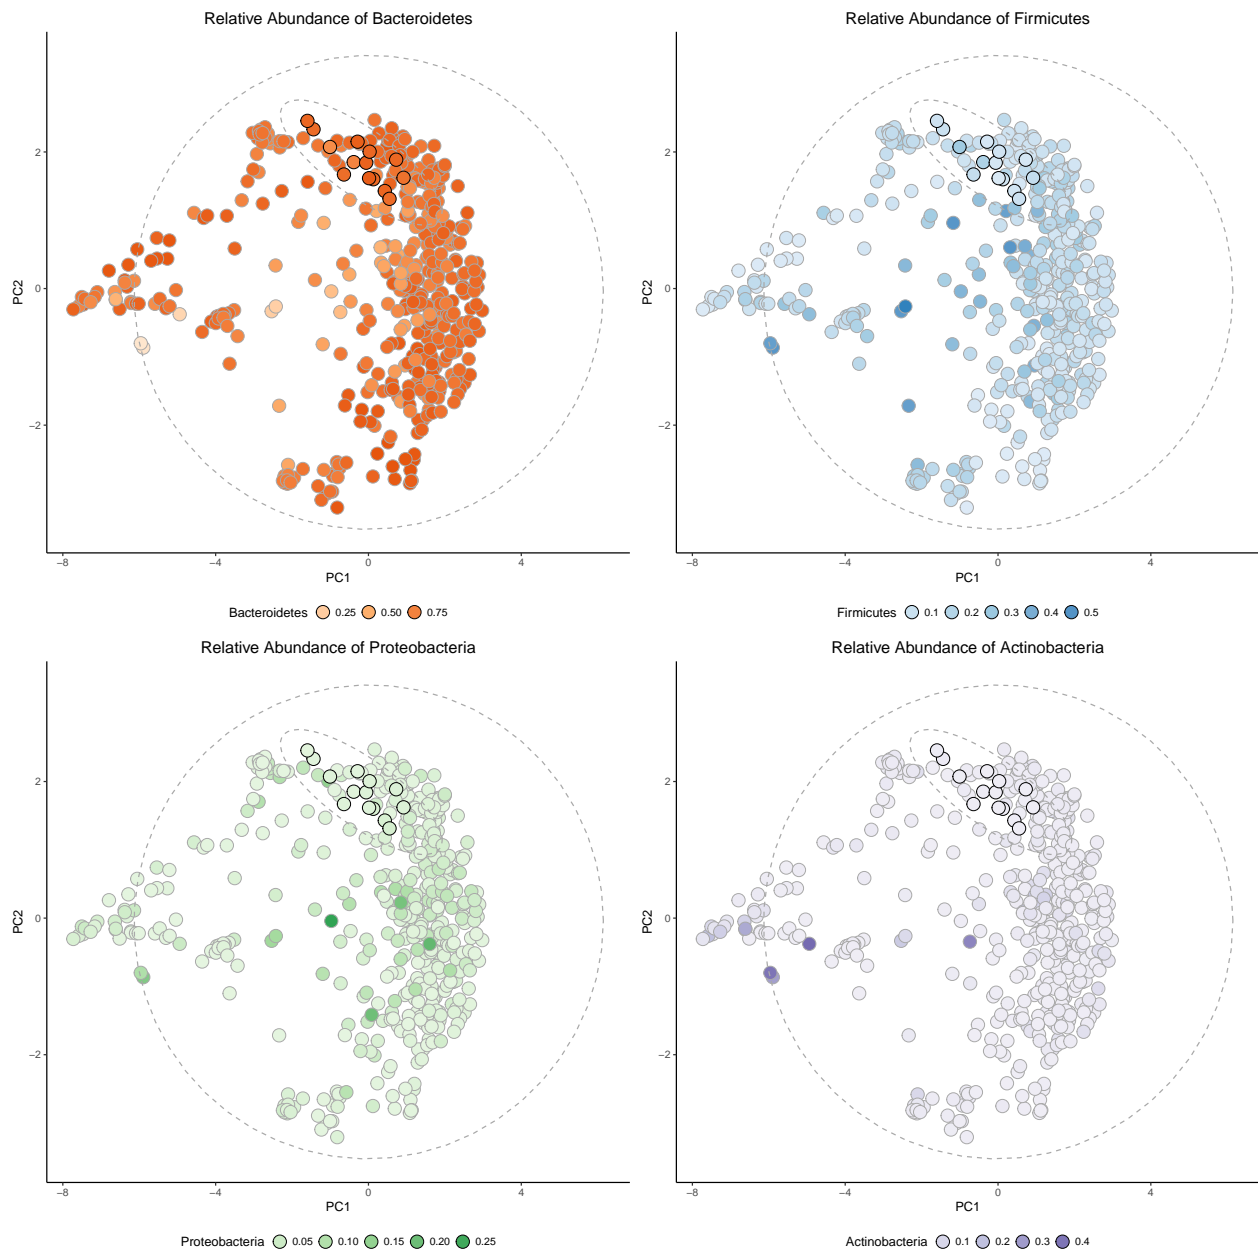 Relative Abundance of Bacteroidetes
PC2
2
0
−2
−8
−4
0
4
PC1
Bacteroidetes 0.25 0.50 0.75
Relative Abundance of Firmicutes
PC2
2
0
−2
−8
−4
0
4
PC1
Firmicutes 0.1 0.2 0.3 0.4 0.5
Relative Abundance of Proteobacteria
PC2
2
0
−2
−8
−4
0
4
PC1
Proteobacteria 0.05 0.10 0.15 0.20 0.25
Relative Abundance of Actinobacteria
PC2
2
0
−2
−8
−4
0
4
PC1
Actinobacteria 0.1 0.2 0.3 0.4